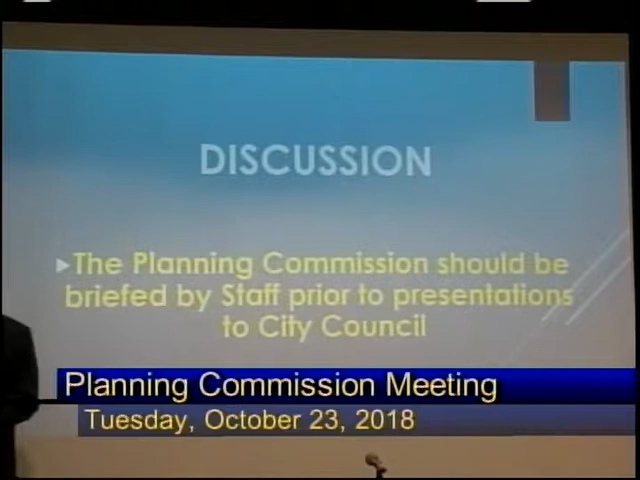 DISCUSSION
The Planning Commission should be
briefed by Staff prior to presentations
to City Council
Planning Commission Meeting
Tuesday, October 23, 2018